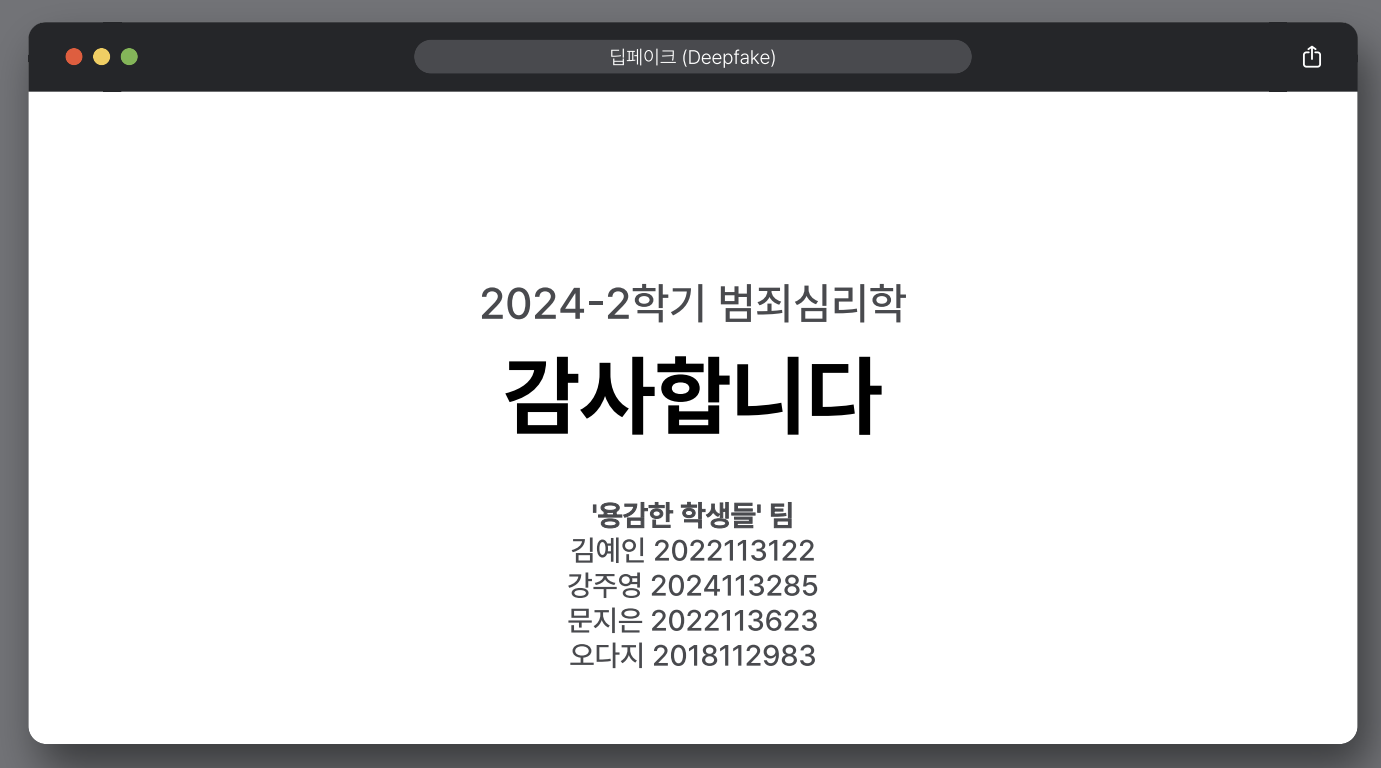 딥페이크 (Deepfake)
2024-2학기 범죄심리학
감사합니다
'용감한 학생들' 팀
김예인 2022113122
강주영 2024113285
문지은 2022113623
오다지 2018112983